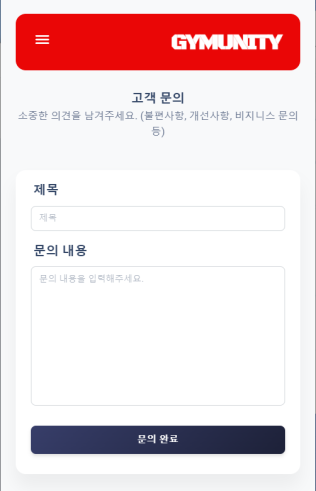 GYMUNITY
고객 문의
소중한 의견을 남겨주세요. (불편사항, 개선사항, 비지니스 문의
등)
제목
제목
문의 내용
문의 내용을 입력해주세요.
문의 완료